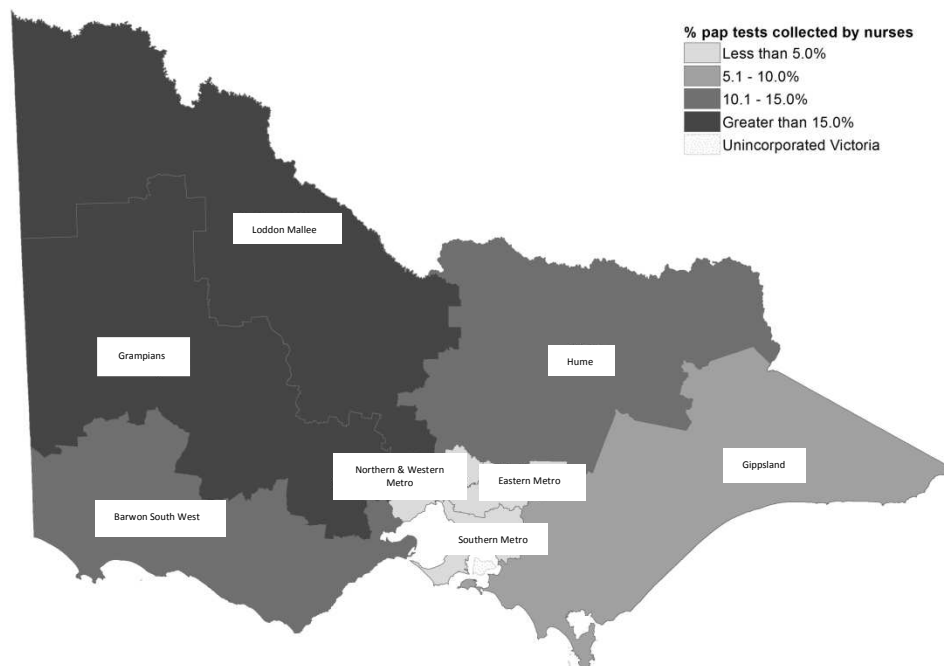 % pap tests collected by nurses
Less than 5.0%
5.1 - 10.0%
10.1 - 15.0%
Greater than 15.0%
Unincorporated Victoria
Loddon Mallee
Grampians
Hume
Northern & Western
Metro
Eastern Metro
Gippsland
Barwon South West
Southern Metro